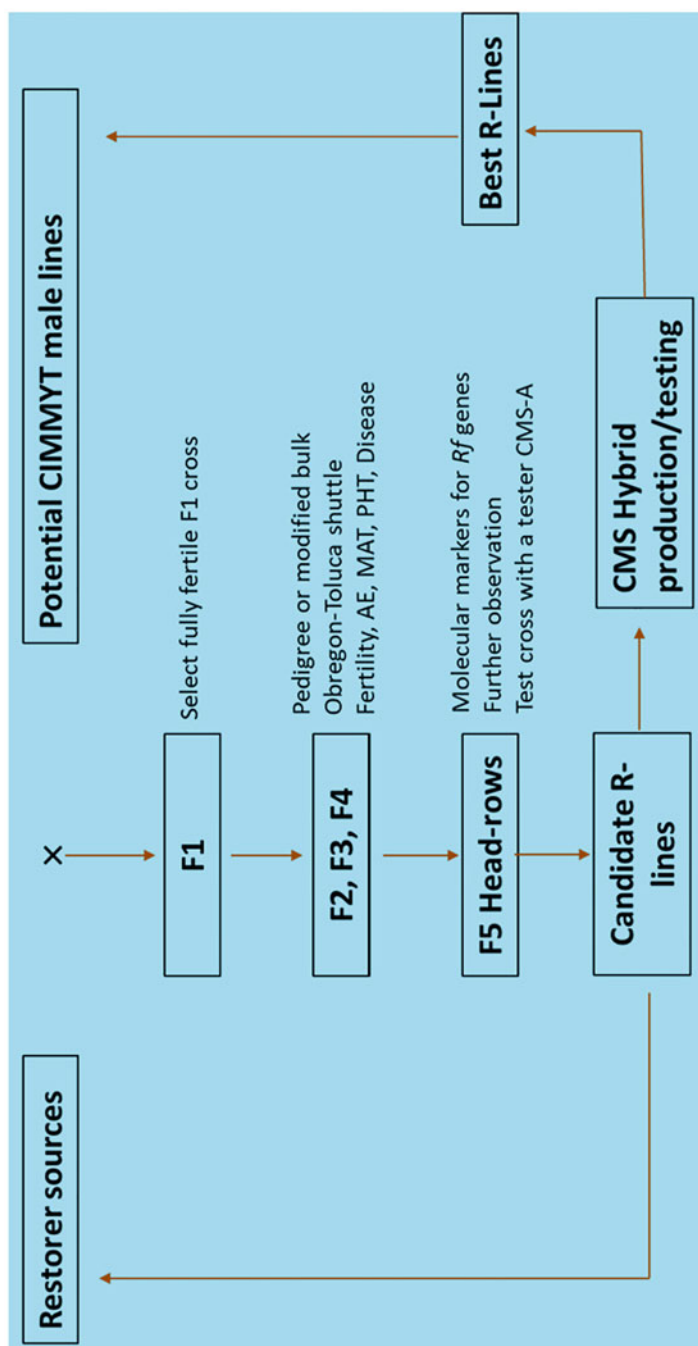 Restorer sources
×
Potential CIMMYT male lines
F1
Select fully fertile F1 cross
F2, F3, F4
Pedigree or modified bulk
Obregon-Toluca shuttle
Fertility, AE, MAT, PHT, Disease
F5 Head-rows
Molecular markers for Rf genes
Further observation
Test cross with a tester CMS-A
Best R-Lines
Candidate R-
lines
CMS Hybrid
production/testing